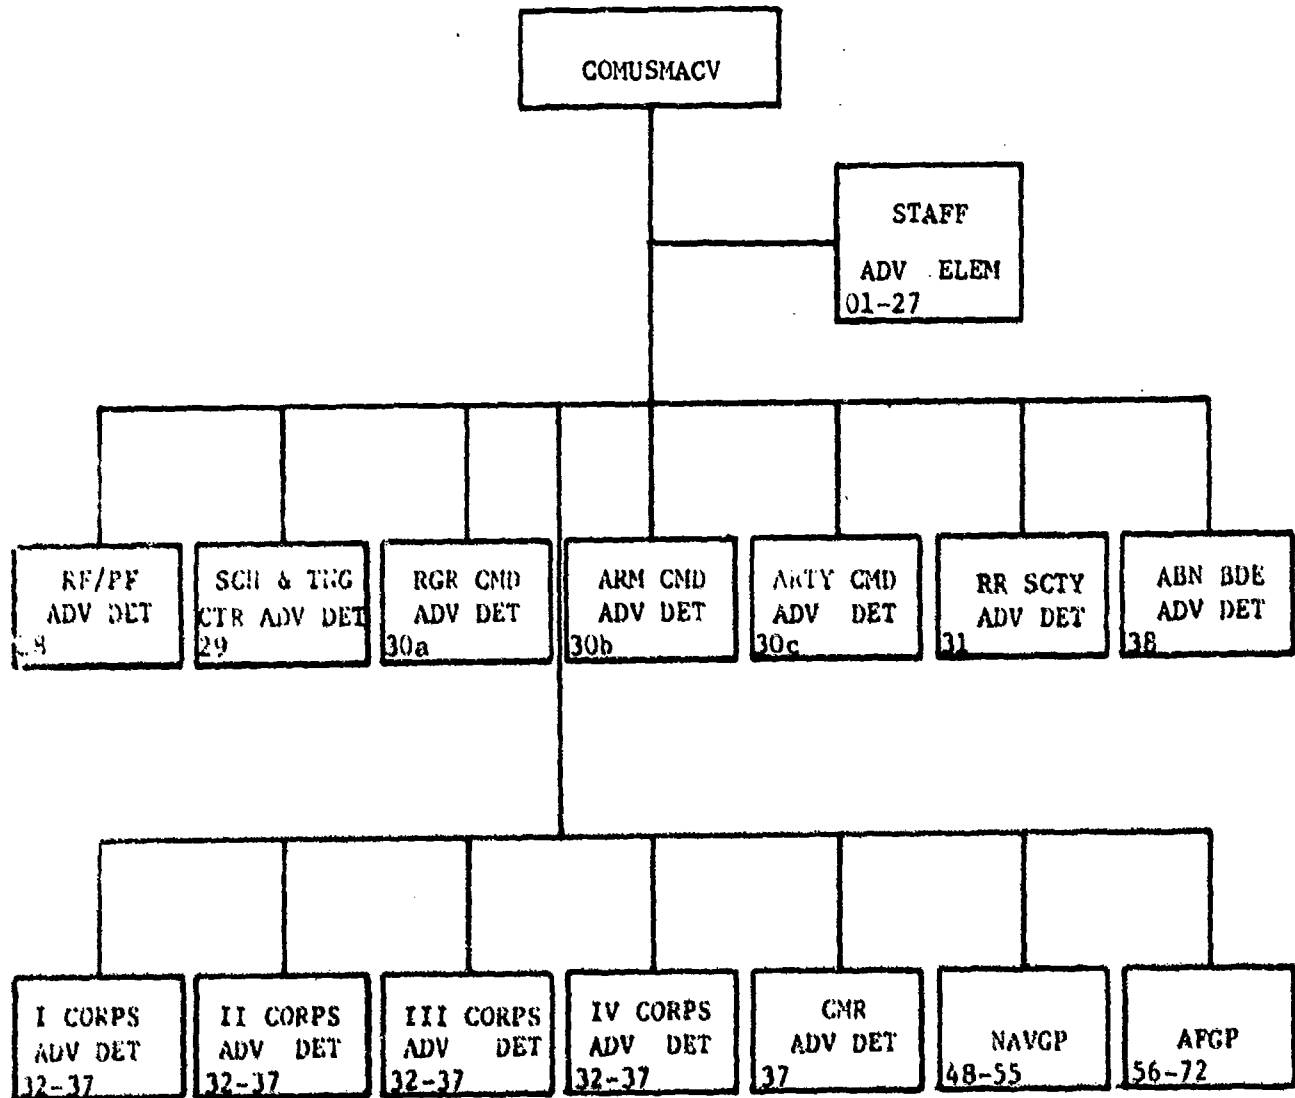 COMUSMACV
STAFF
ADV ELEM
01-27
RF/PF
ADV DET
8
SCH & TNG
CTR ADV DET
29
RGR CMD
ADV DET
30a
ARM CMD
ADV DET
30b
ARTY CMD
ADV DET
30c
RR SCTY
ADV DET
31
ABN BDE
ADV DET
38
I CORPS
ADV DET
32-37
II CORPS
ADV DET
32-37
III CORPS
ADV DET
32-37
IV CORPS
ADV DET
32-37
CMR
ADV DET
37
NAVGP
48-55
AFGP
56-72